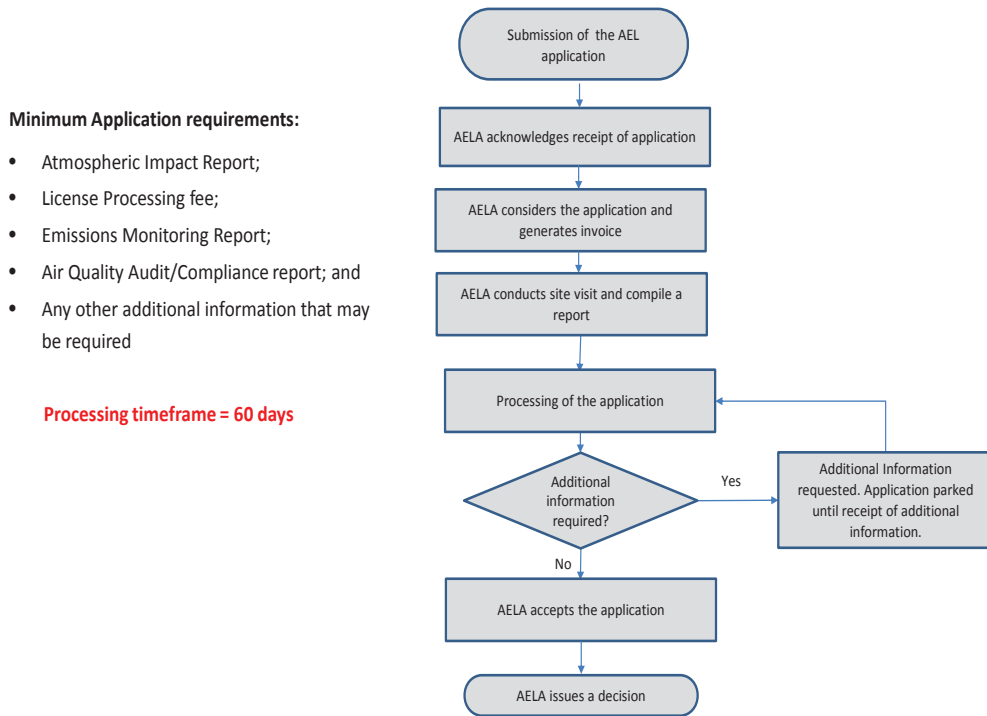 Minimum Application requirements:
• Atmospheric Impact Report;
• License Processing fee;
• Emissions Monitoring Report;
• Air Quality Audit/Compliance report; and
• Any other additional information that may
be required
Processing timeframe = 60 days
Submission of the AEL
application
AELA acknowledges receipt of application
AELA considers the application and
generates invoice
AELA conducts site visit and compile a
report
Processing of the application
Additional
information
required?
Yes
Additional Information
requested. Application parked
until receipt of additional
information.
No
AELA accepts the application
AELA issues a decision